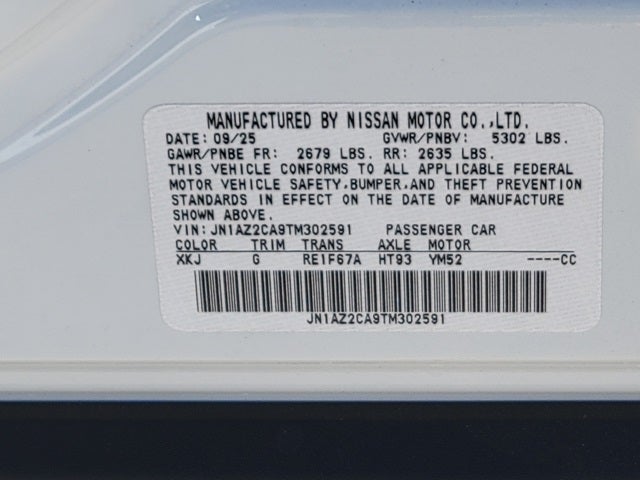 MANUFACTURED BY NISSAN MOTOR CO.,LTD.
DATE: 09/25 GVWR/PNBV: 5302 LBS.
GAWR/PNBE FR: 2679 LBS. RR: 2635 LBS.
THIS VEHICLE CONFORMS TO ALL APPLICABLE FEDERAL
MOTOR VEHICLE SAFETY,BUMPER,AND THEFT PREVENTION
STANDARDS IN EFFECT ON THE DATE OF MANUFACTURE
SHOWN ABOVE.
VIN: JN1AZ2CA9TM302591 PASSENGER CAR
COLOR TRIM TRANS AXLE MOTOR
XKJ G RE1F67A HT93 YM52 ----CC
JN1AZ2CA9TM302591